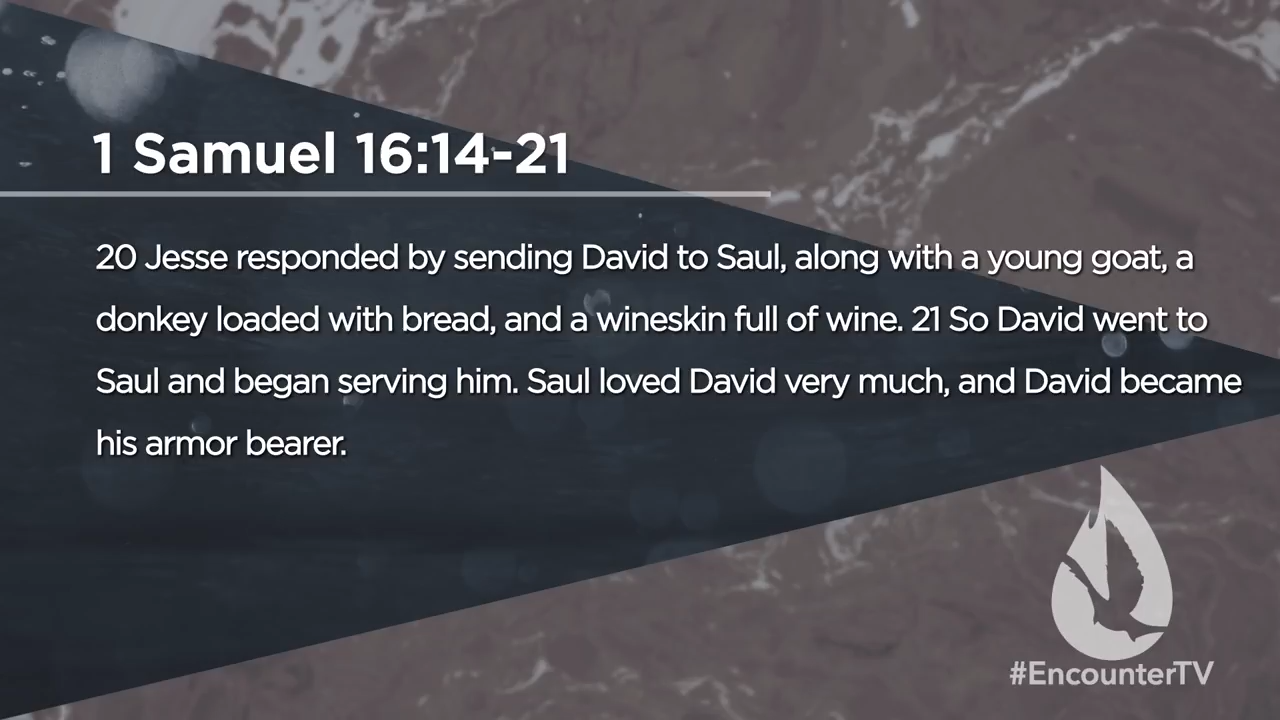 1 Samuel 16:14-21
20 Jesse responded by sending David to Saul, along with a young goat, a
donkey loaded with bread, and a wineskin full of wine. 21 So David went to
Saul and began serving him. Saul loved David very much, and David became
his armor bearer.
#EncounterTV